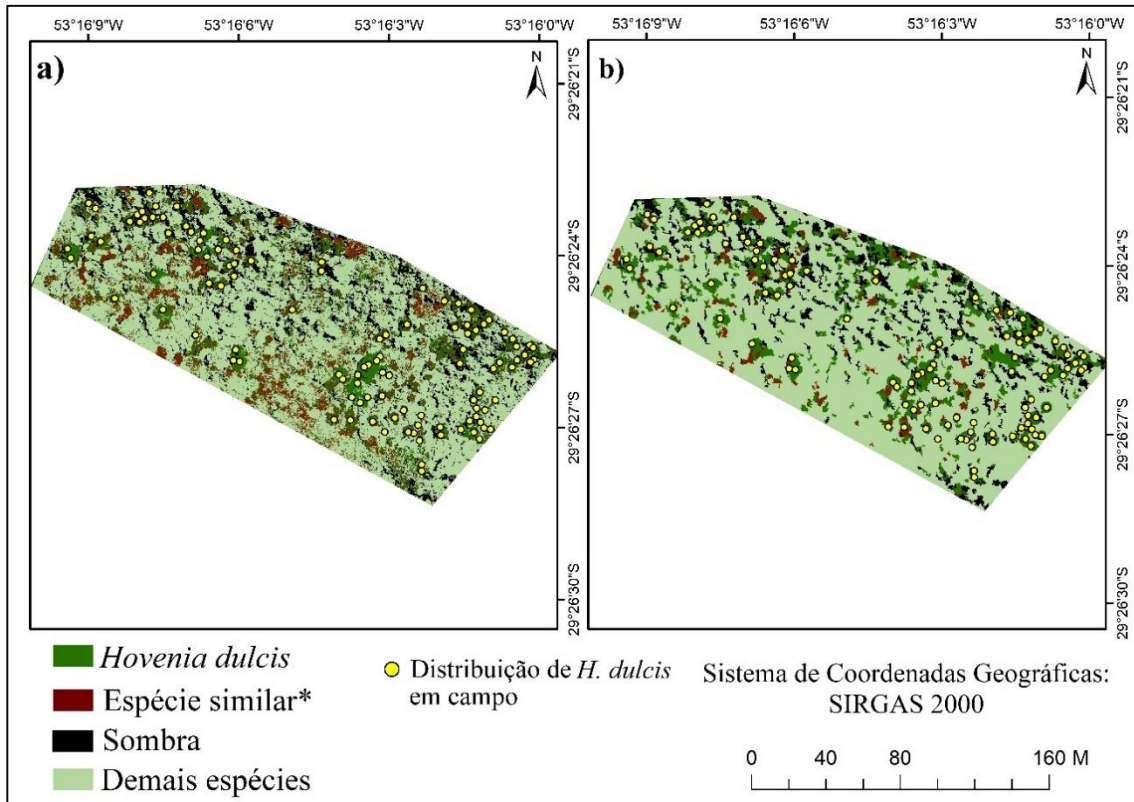 53°16'9"W 53°16'6"W 53°16'3"W 53°16'0"W
53°16'9"W 53°16'6"W 53°16'3"W 53°16'0"W
a)
N
b)
N
29°26'21"S
29°26'24"S
29°26'27"S
29°26'30"S
29°26'21"S
29°26'24"S
29°26'27"S
29°26'30"S
Hovenia dulcis
Espécie similar*
Sombra
Demais espécies
Distribuição de H. dulcis
em campo
Sistema de Coordenadas Geográficas:
SIRGAS 2000
0 40 80 160 M